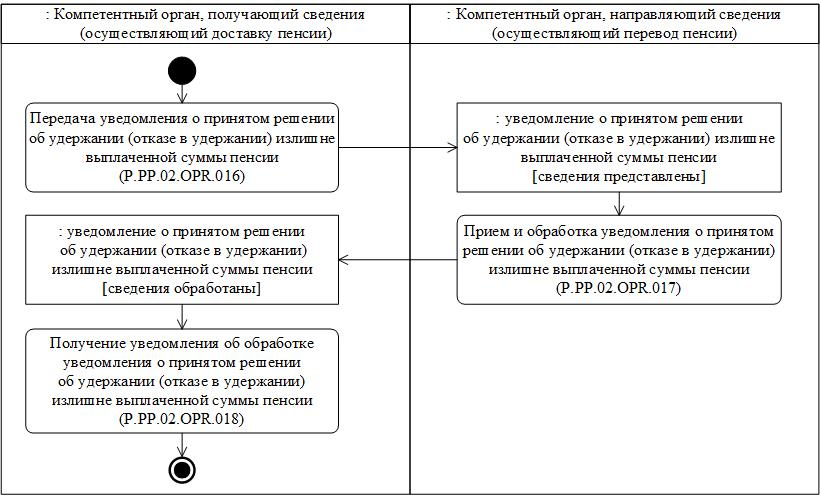 : Компетентный орган, получающий сведения
(осуществляющий доставку пенсии)
: Компетентный орган, направляющий сведения
(осуществляющий перевод пенсии)
Передача уведомления о принятом решении
об удержании (отказе в удержании) излишне
выплаченной суммы пенсии
(P.PP.02.OPR.016)
: уведомление о принятом решении
об удержании (отказе в удержании) излишне
выплаченной суммы пенсии
[сведения представлены]
Прием и обработка уведомления о принятом
решении об удержании (отказе в удержании)
излишне выплаченной суммы пенсии
(P.PP.02.OPR.017)
: уведомление о принятом решении
об удержании (отказе в удержании)
излишне выплаченной суммы пенсии
[сведения обработаны]
Получение уведомления об обработке
уведомления о принятом решении
об удержании (отказе в удержании)
излишне выплаченной суммы пенсии
(P.PP.02.OPR.018)